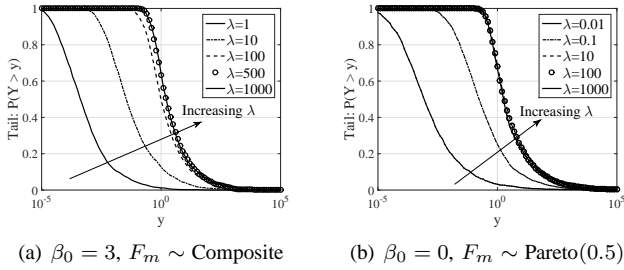 Tail: P(Y > y)
1
0.8
0.6
0.4
0.2
0
λ=1
λ=10
λ=100
λ=500
λ=1000
Increasing λ
10^-5 10^0 10^5
y
(a) β₀ = 3, Fₘ ∼ Composite
Tail: P(Y > y)
1
0.8
0.6
0.4
0.2
0
λ=0.01
λ=0.1
λ=10
λ=100
λ=1000
Increasing λ
10^-5 10^0 10^5
y
(b) β₀ = 0, Fₘ ∼ Pareto(0.5)